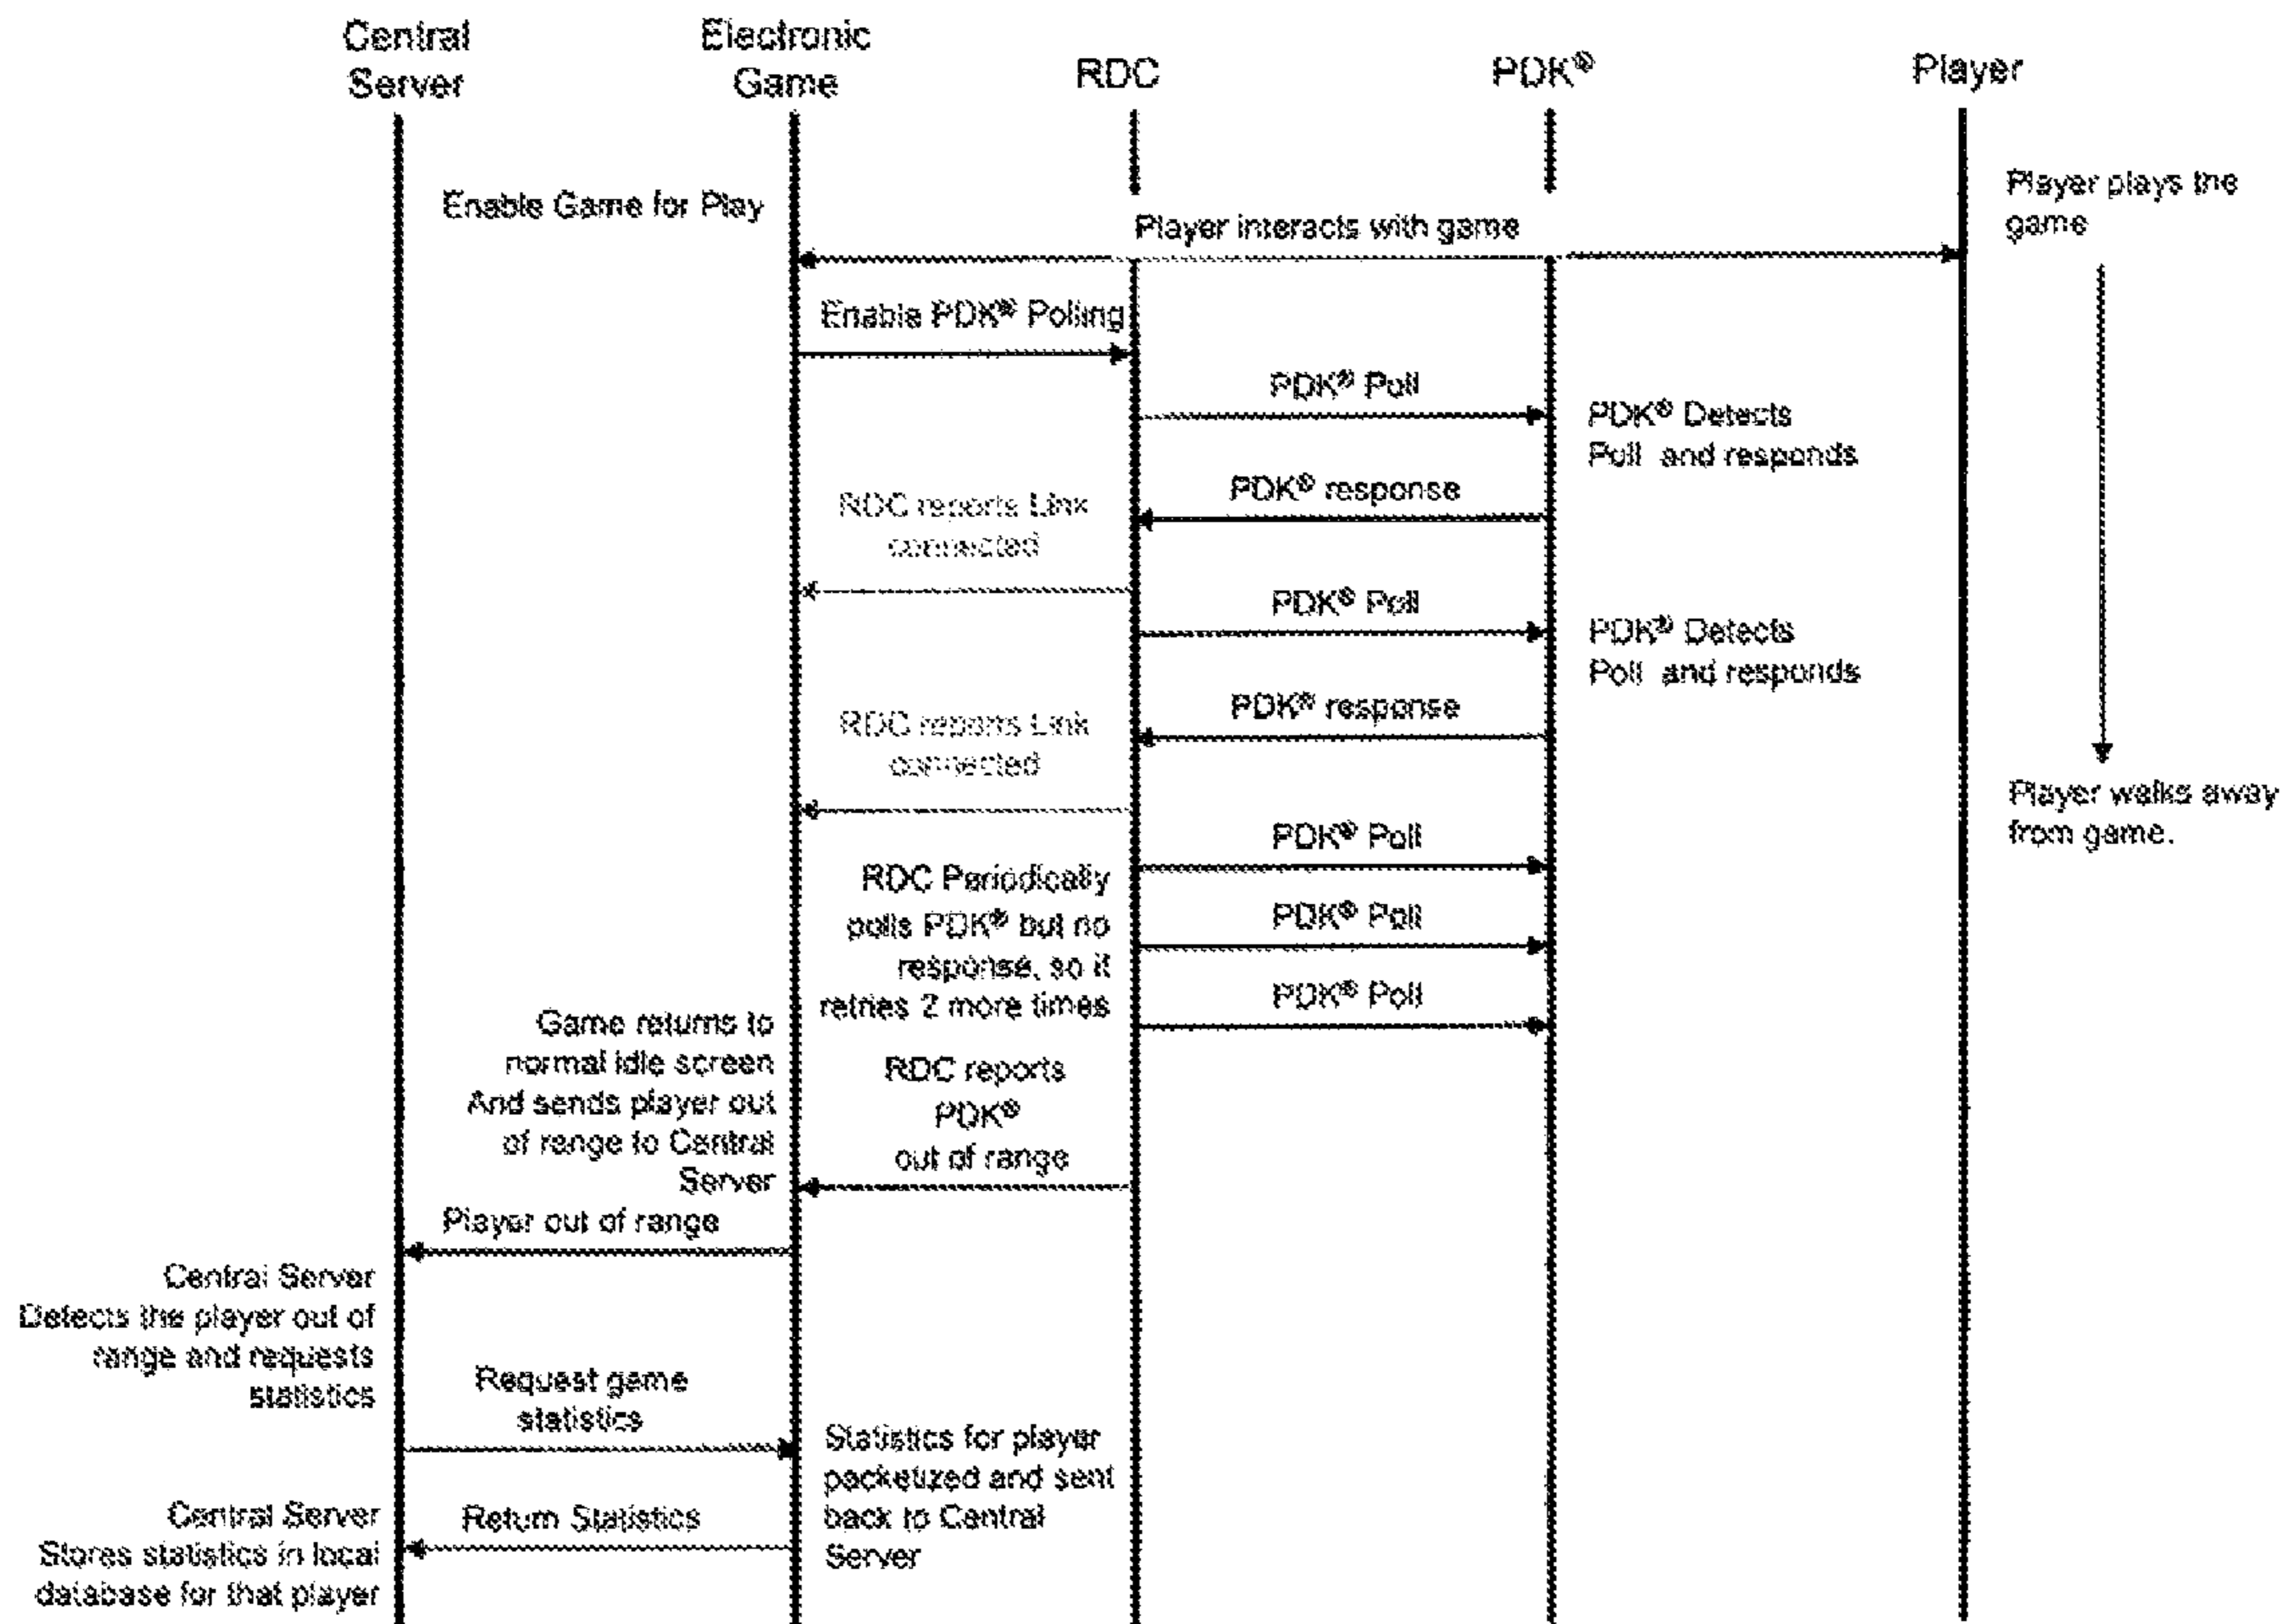 Central
Server
Electronic
Game
RDC
PDK®
Player
Enable Game for Play
Player interacts with game
Player plays the
game
Enable PDK® Polling
PDK® Poll
PDK® Detects
Poll and responds
PDK® response
RDC reports Link
connected
PDK® Poll
PDK® Detects
Poll and responds
PDK® response
RDC reports Link
connected
Player walks away
from game.
PDK® Poll
RDC Periodically
polls PDK® but no
response, so it
retries 2 more times
PDK® Poll
PDK® Poll
Game returns to
normal idle screen
And sends player out
of range to Central
Server
RDC reports
PDK®
out of range
Player out of range
Central Server
Detects the player out of
range and requests
statistics
Request game
statistics
Statistics for player
packetized and sent
back to Central
Server
Return Statistics
Central Server
Stores statistics in local
database for that player